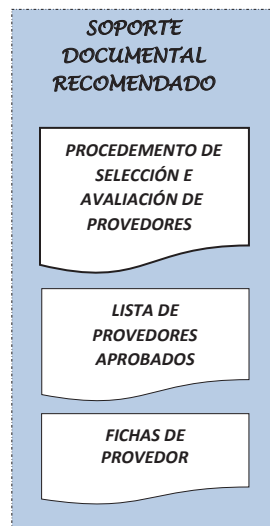 SOPORTE
DOCUMENTAL
RECOMENDADO
PROCEDEMENTO DE
SELECCIÓN E
AVALIACIÓN DE
PROVEDORES
LISTA DE
PROVEDORES
APROBADOS
FICHAS DE
PROVEDOR